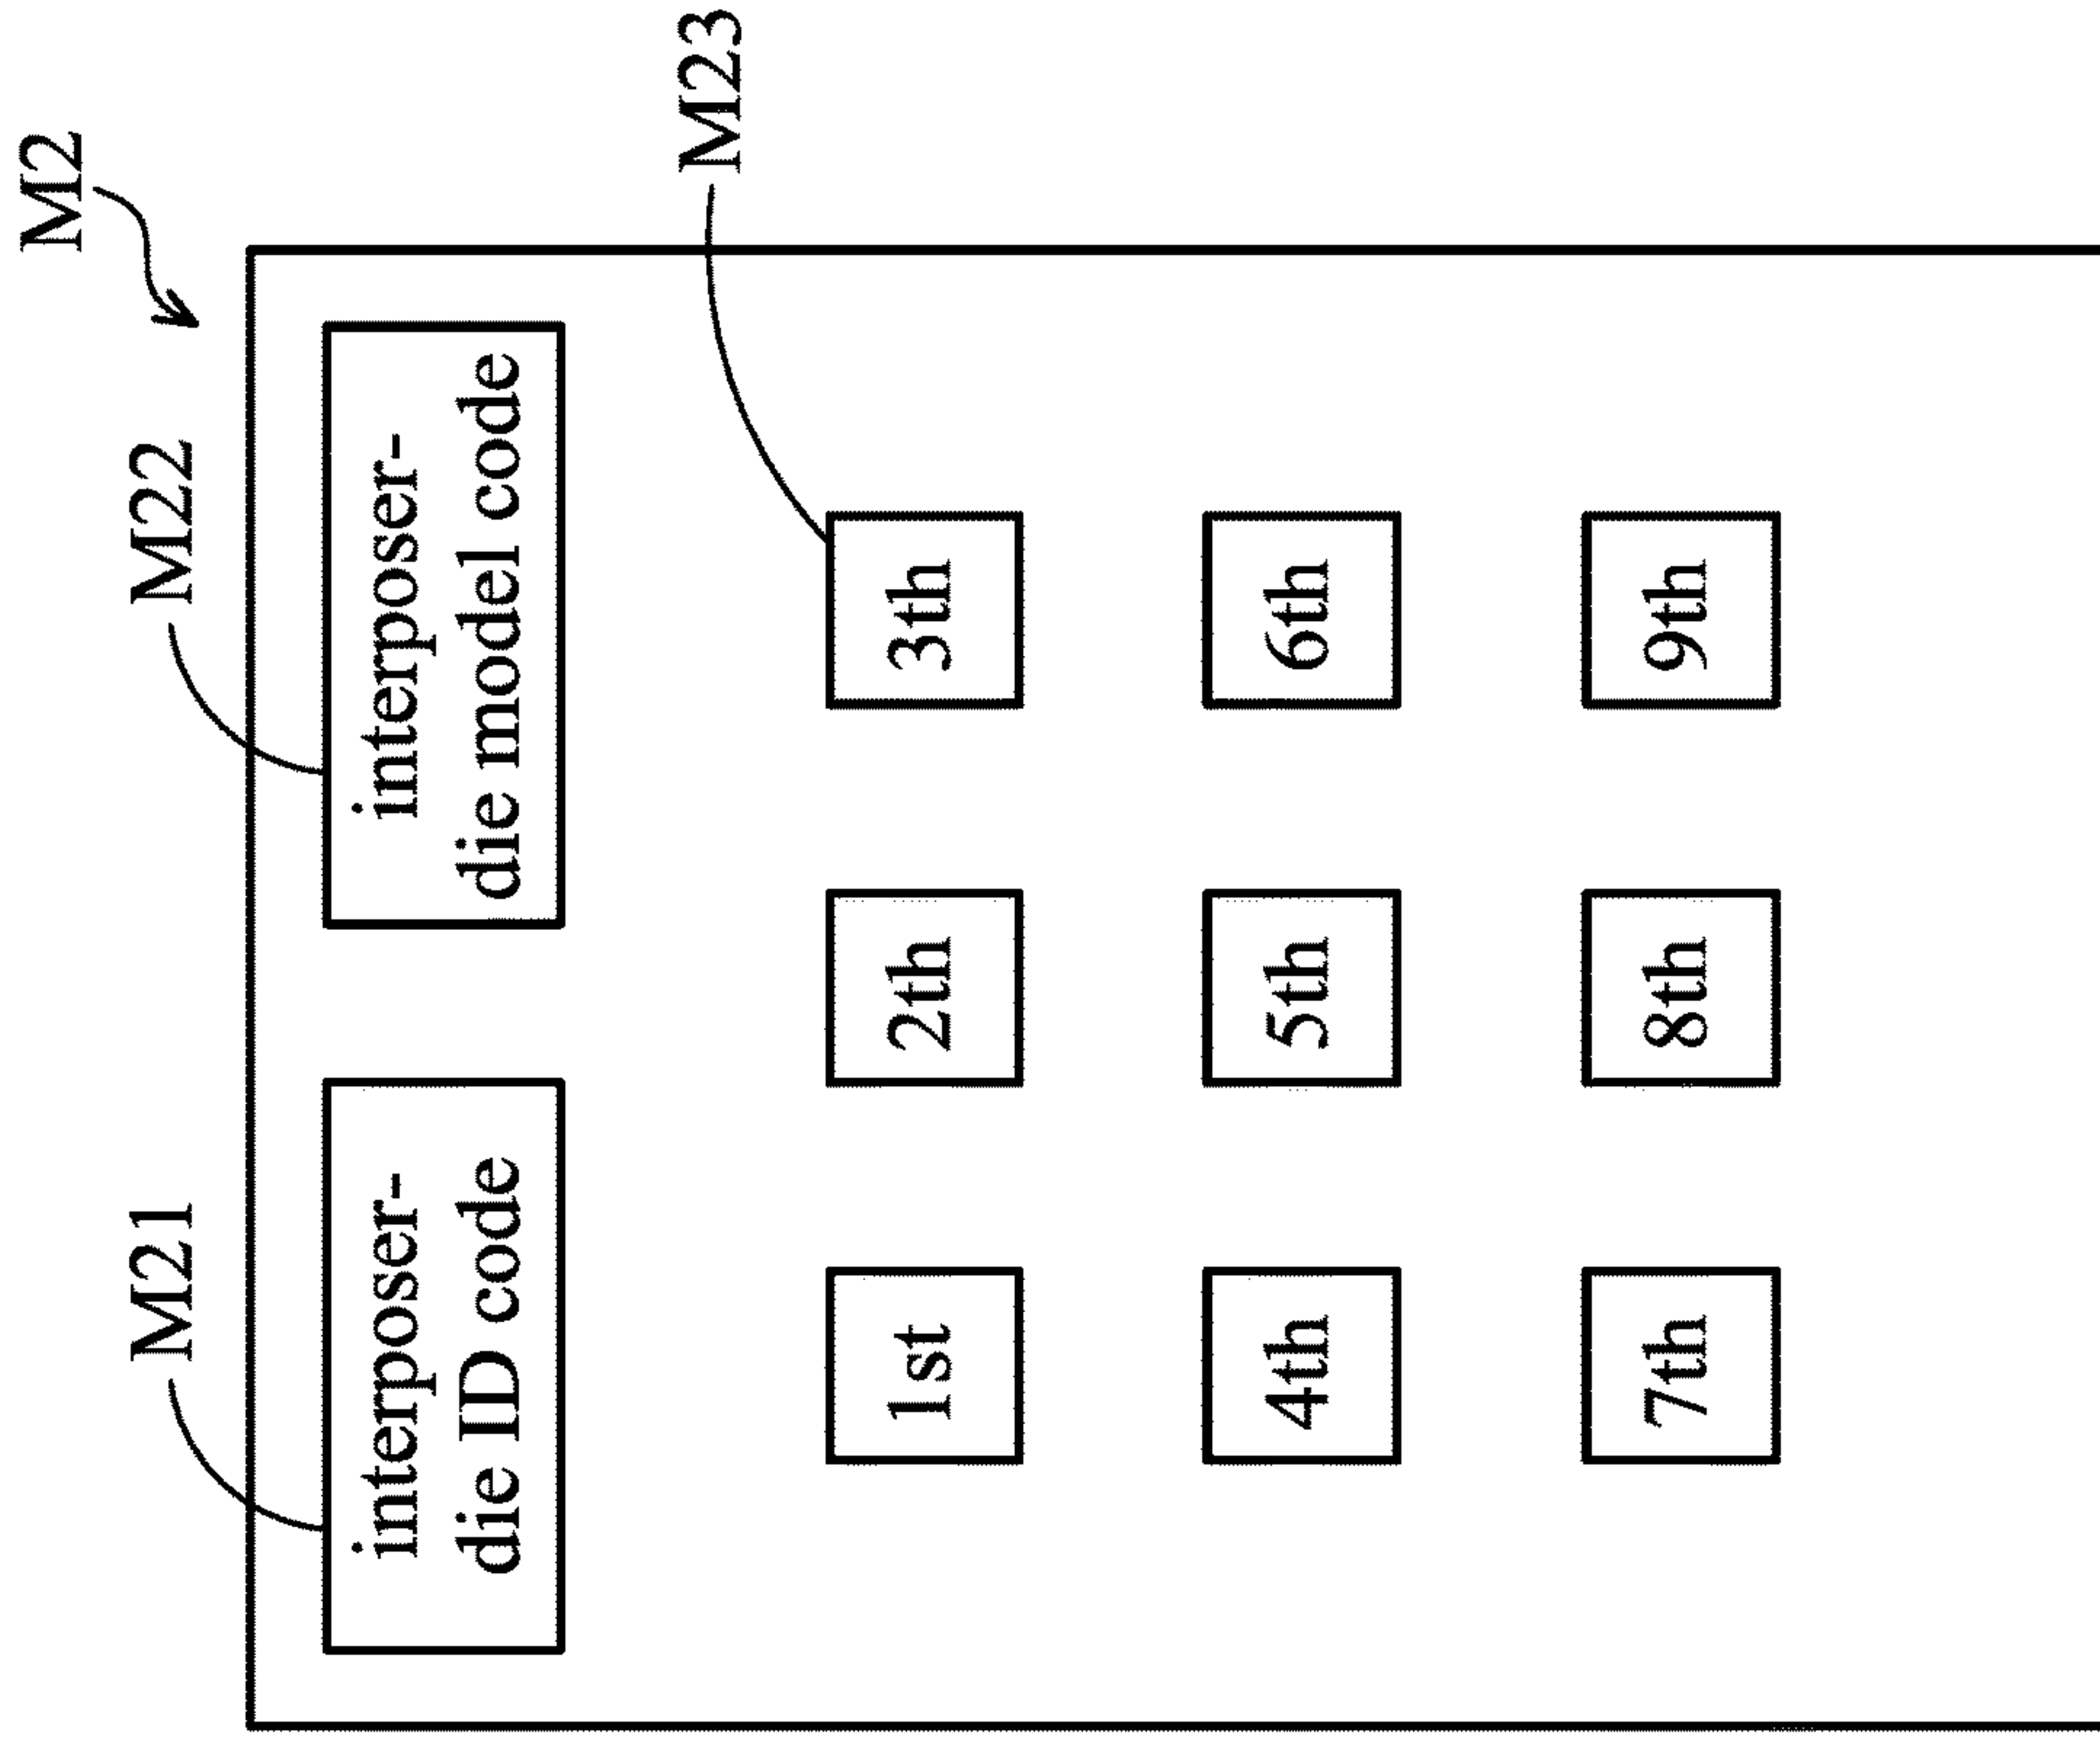 M2
M21
M22
interposer-
die ID code
interposer-
die model code
M23
1st
2th
3th
4th
5th
6th
7th
8th
9th